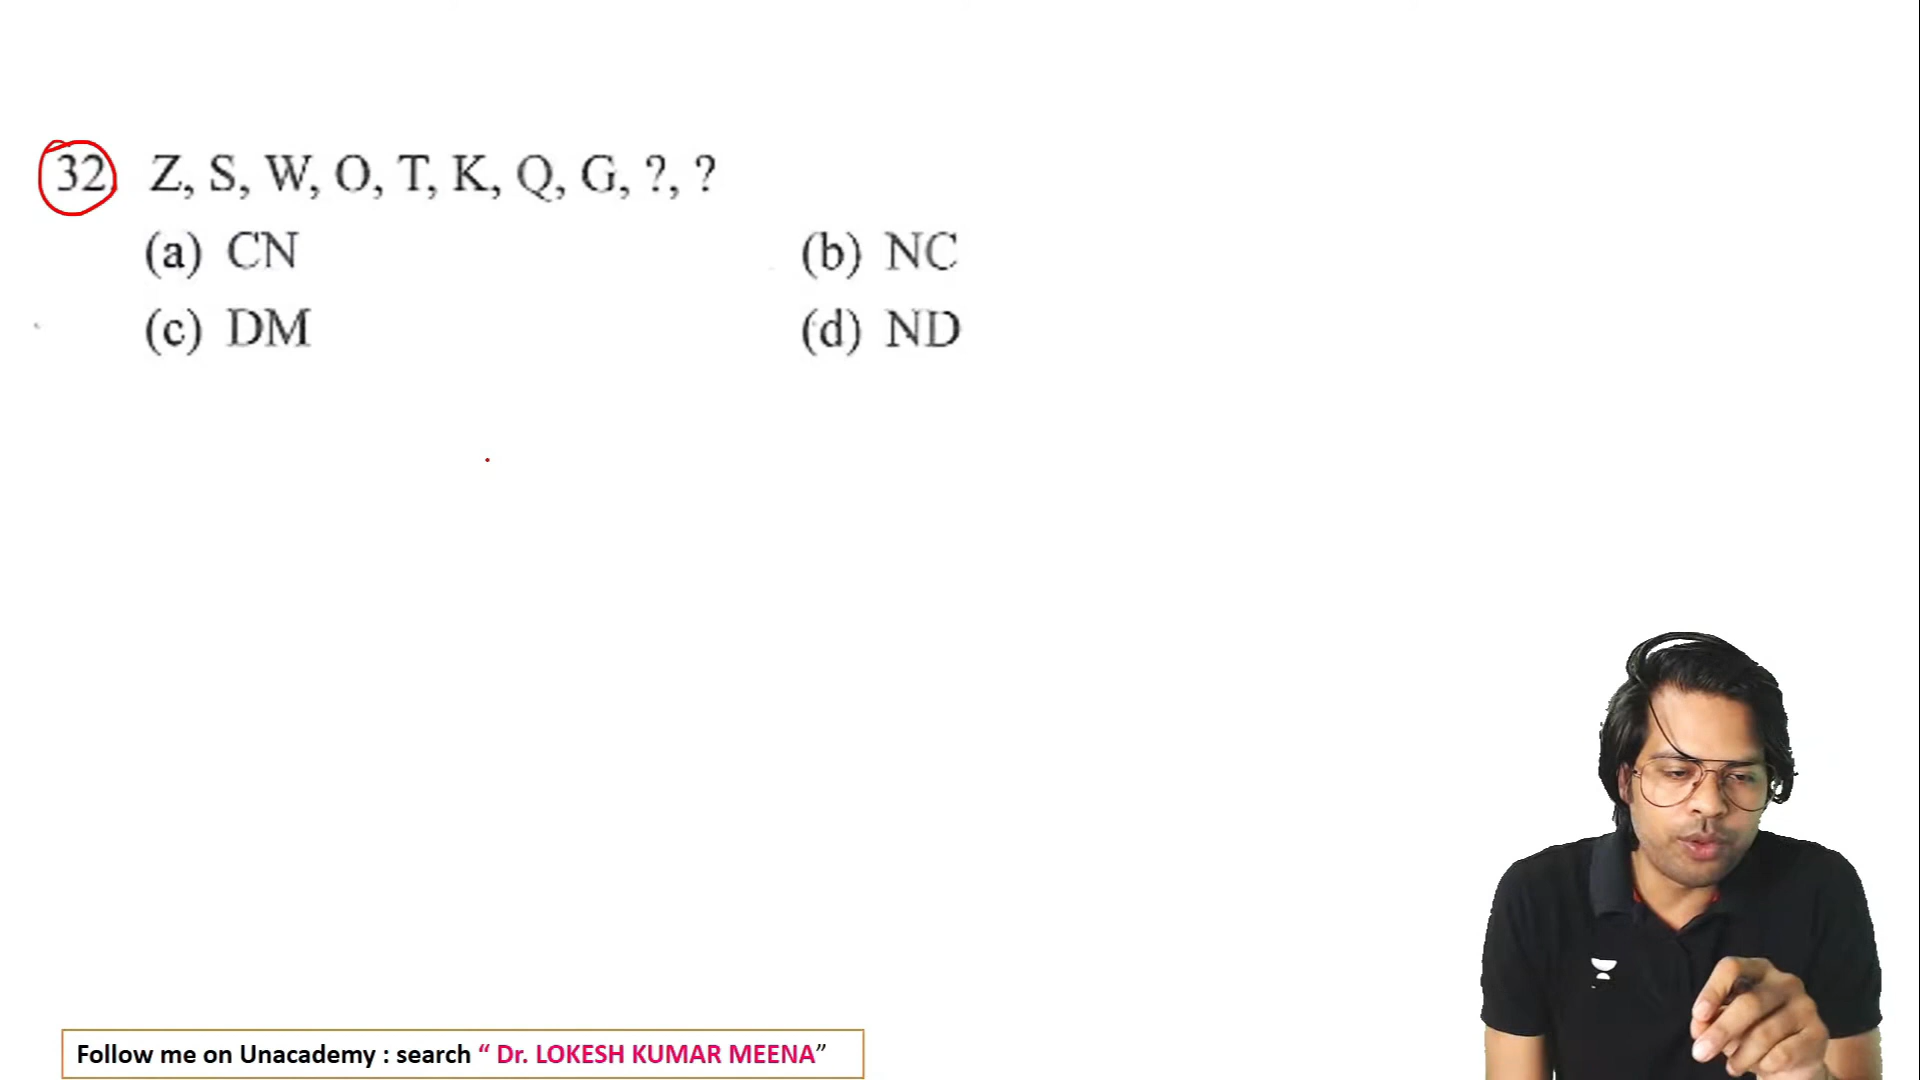 32. Z, S, W, O, T, K, Q, G, ?, ?
(a) CN (b) NC
(c) DM (d) ND
Follow me on Unacademy : search “ Dr. LOKESH KUMAR MEENA”